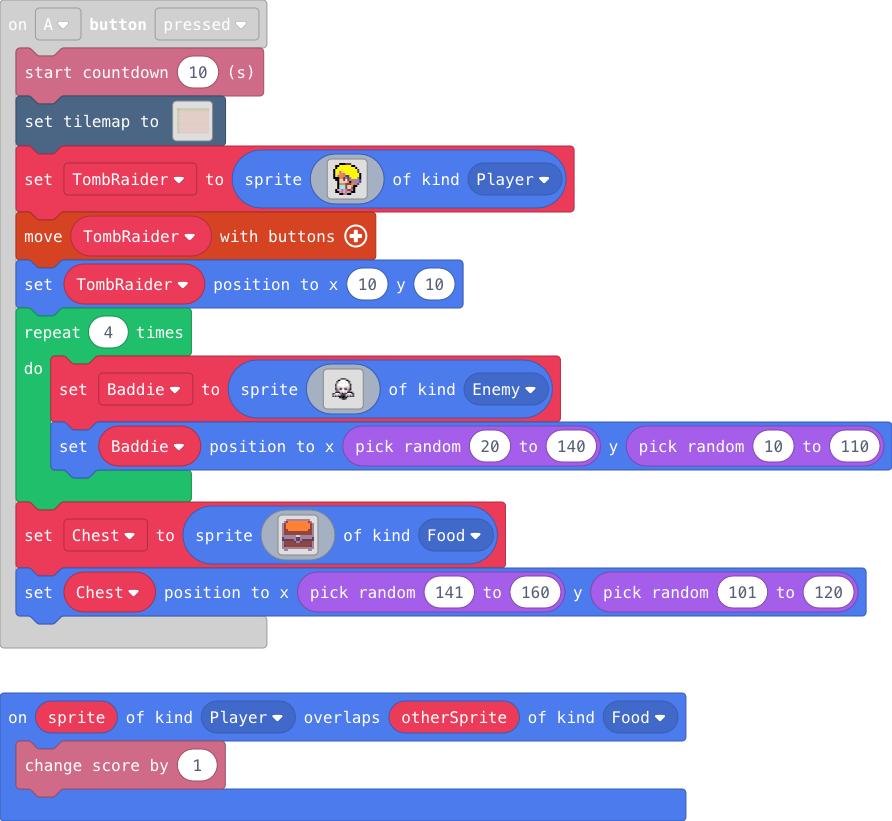 on A button pressed
start countdown 10 (s)
set tilemap to
set TombRaider to sprite of kind Player
move TombRaider with buttons
set TombRaider position to x 10 y 10
repeat 4 times
do
set Baddie to sprite of kind Enemy
set Baddie position to x pick random 20 to 140 y pick random 10 to 110
set Chest to sprite of kind Food
set Chest position to x pick random 141 to 160 y pick random 101 to 120
on sprite of kind Player overlaps otherSprite of kind Food
change score by 1